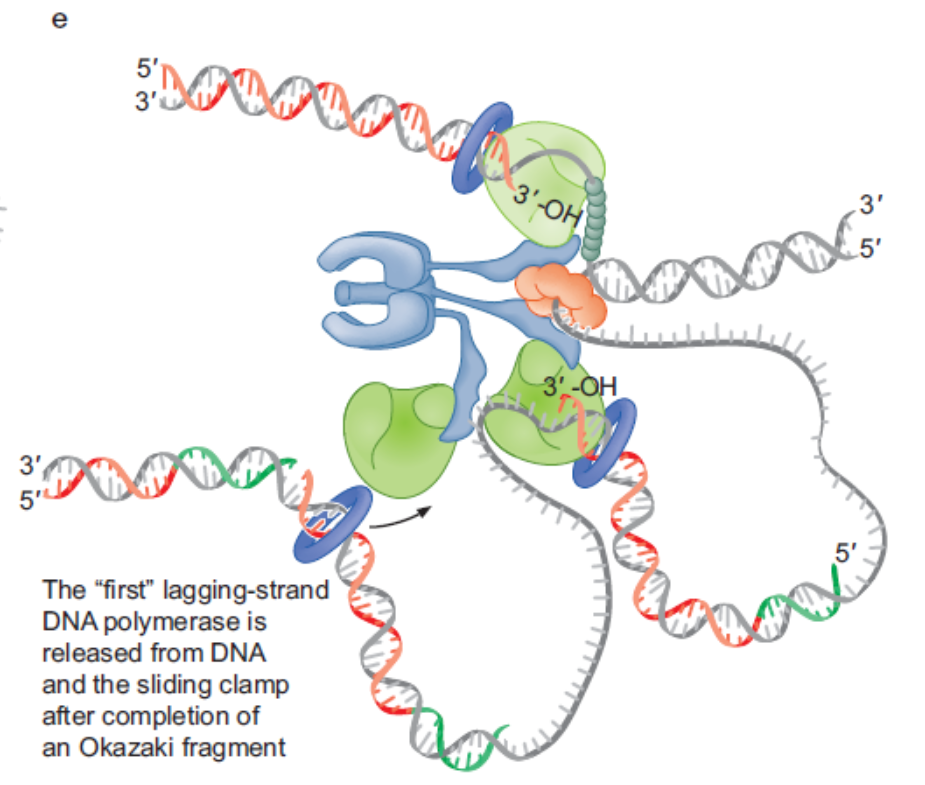 e
5′
3′
3′-OH
3′
5′
3′ -OH
3′
5′
5′
The “first” lagging-strand
DNA polymerase is
released from DNA
and the sliding clamp
after completion of
an Okazaki fragment